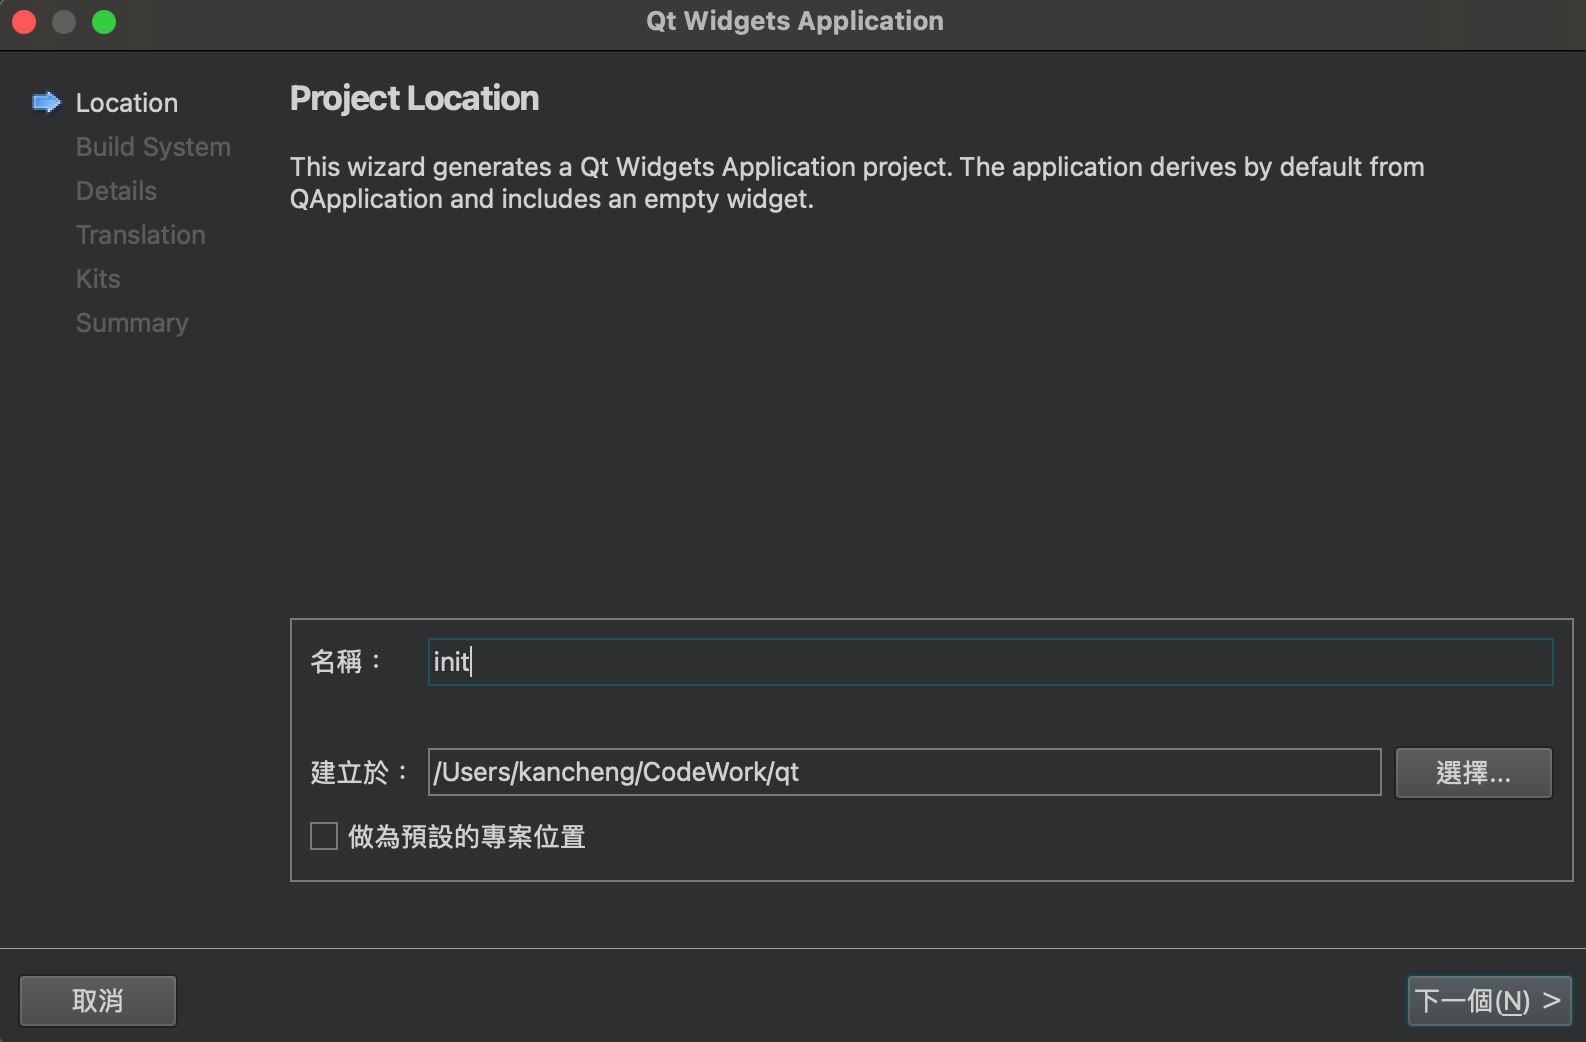 Qt Widgets Application
Location
Build System
Details
Translation
Kits
Summary
Project Location
This wizard generates a Qt Widgets Application project. The application derives by default from
QApplication and includes an empty widget.
名稱：
init
建立於：
/Users/kancheng/CodeWork/qt
選擇...
做為預設的專案位置
取消
下一個(N) >